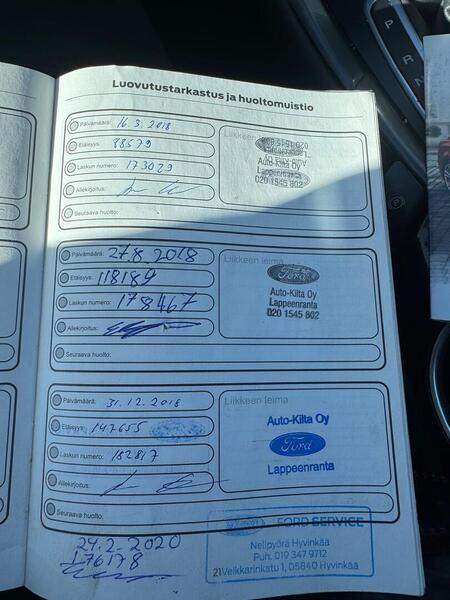 Luovutustarkastus ja huoltomuistio
Päivämäärä: 16.3.2018
Etäisyys: 98579
Laskun numero: 173029
Allekirjoitus:
Seuraava huolto:
Liikkeen
Auto-Kilta Oy
Lappeenranta
020 1545 802
Päivämäärä: 27.8.2018
Etäisyys: 118189
Laskun numero: 178467
Allekirjoitus:
Seuraava huolto:
Liikkeen leima
Ford
Auto-Kilta Oy
Lappeenranta
020 1545 802
Päivämäärä: 31.12.2018
Etäisyys: 147655
Laskun numero: 182817
Allekirjoitus:
Seuraava huolto:
Liikkeen leima
Auto-Kilta Oy
Ford
Lappeenranta
24.2.2020
176178
FORD SERVICE
Nelipyörä Hyvinkää
Puh. 019 347 9712
Veikkarinkatu 1, 05840 Hyvinkää
21
P
R
N